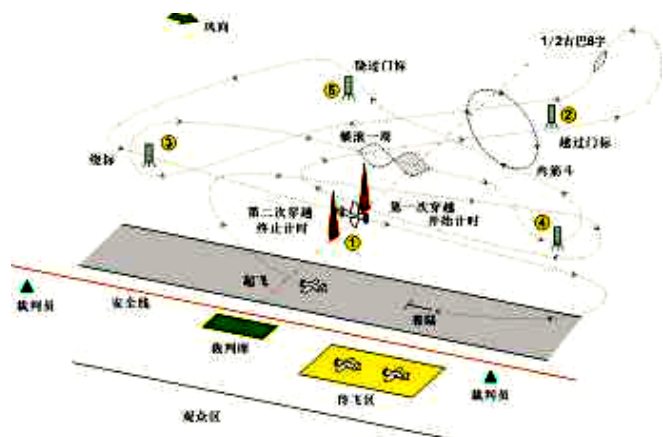 风向
1/2古巴8字
绕过门标
⑤
②
③
绕标
横滚一周
越过门标
内筋斗
第二次穿越
终止计时
第一次穿越
开始计时
④
①
起飞
着陆
裁判员
安全线
裁判席
停飞区
裁判员
观众区